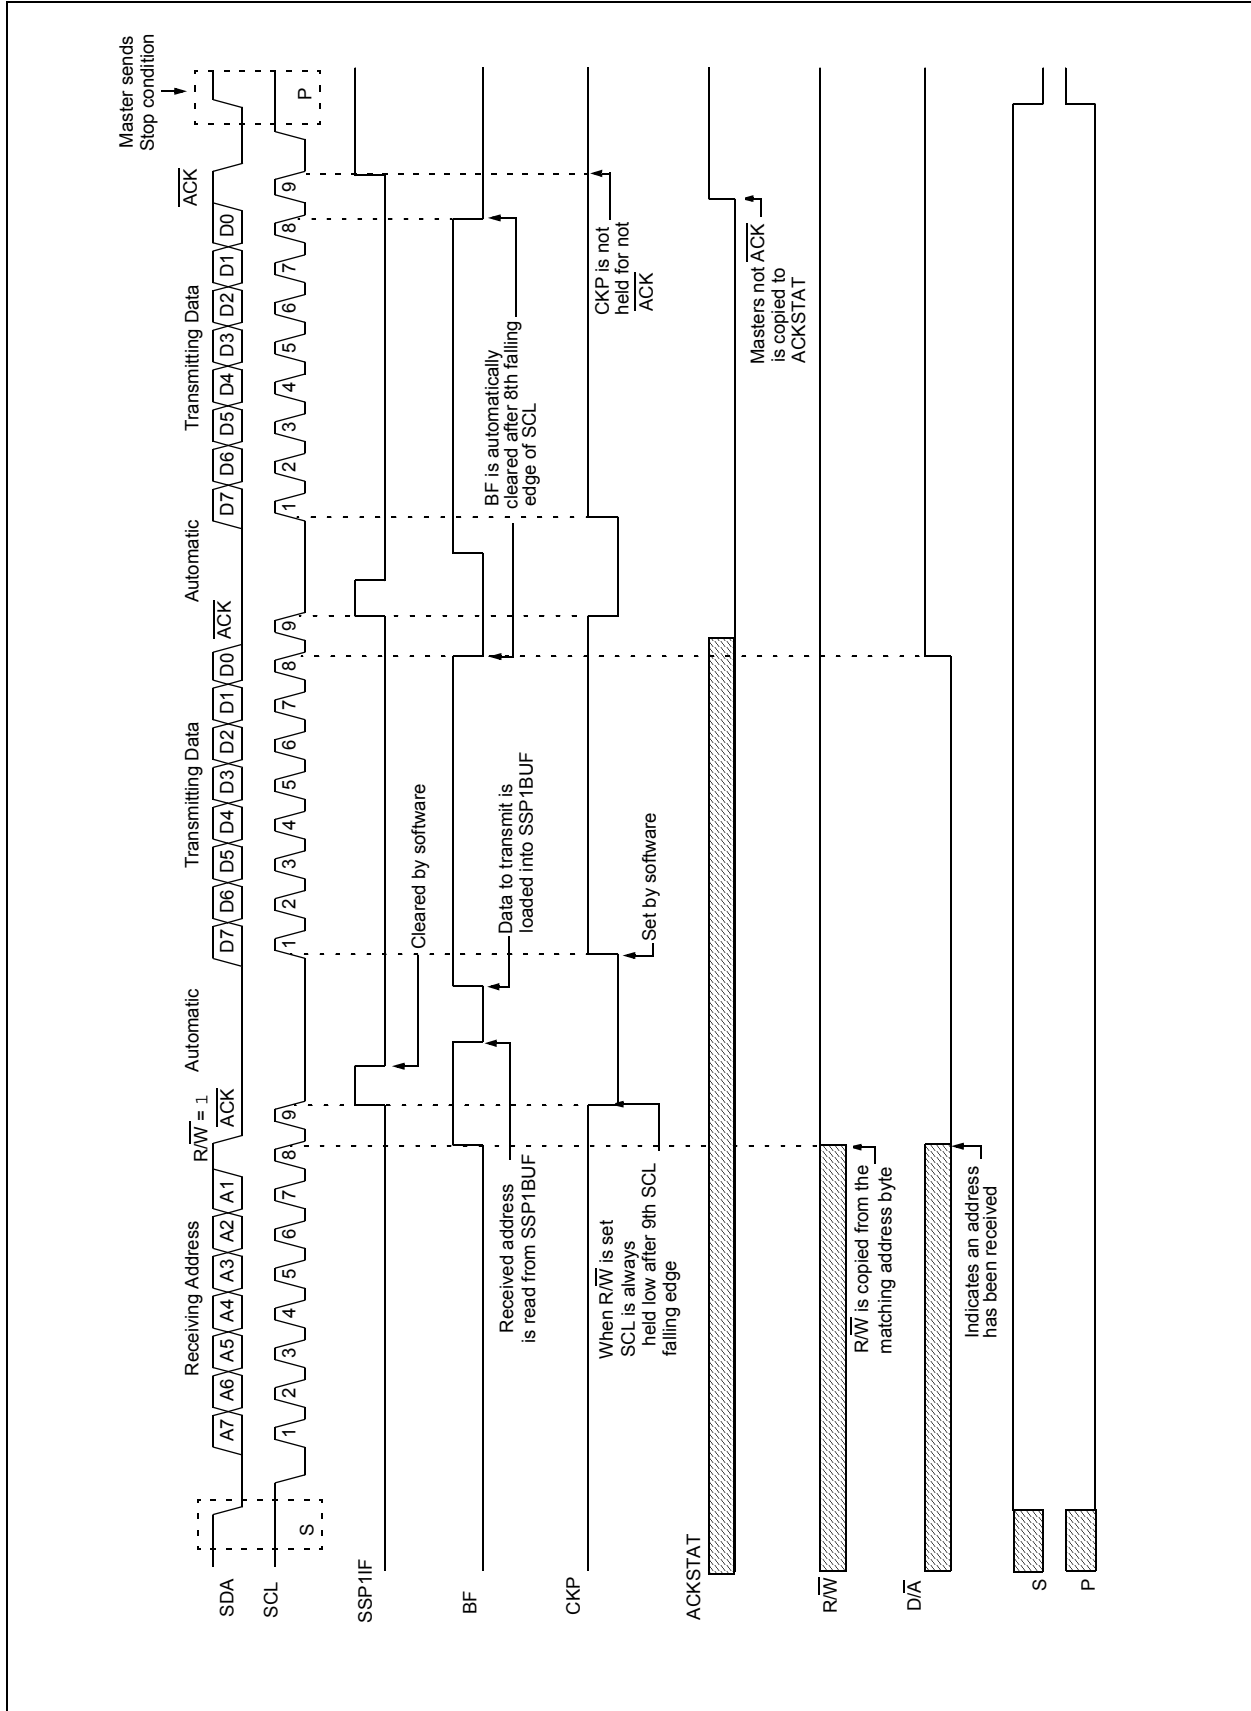 Master sends
Stop condition
Receiving Address
R/W = 1
ACK
Automatic
Transmitting Data
ACK
Automatic
Transmitting Data
ACK
SDA
A7 A6 A5 A4 A3 A2 A1
D7 D6 D5 D4 D3 D2 D1 D0
D7 D6 D5 D4 D3 D2 D1 D0
SCL
S
1 2 3 4 5 6 7 8 9
1 2 3 4 5 6 7 8 9
1 2 3 4 5 6 7 8 9
P
SSP1IF
Cleared by software
BF
Received address
is read from SSP1BUF
Data to transmit is
loaded into SSP1BUF
BF is automatically
cleared after 8th falling
edge of SCL
CKP
When R/W is set
SCL is always
held low after 9th SCL
falling edge
Set by software
CKP is not
held for not
ACK
ACKSTAT
Masters not ACK
is copied to
ACKSTAT
R/W
R/W is copied from the
matching address byte
D/A
Indicates an address
has been received
S
P